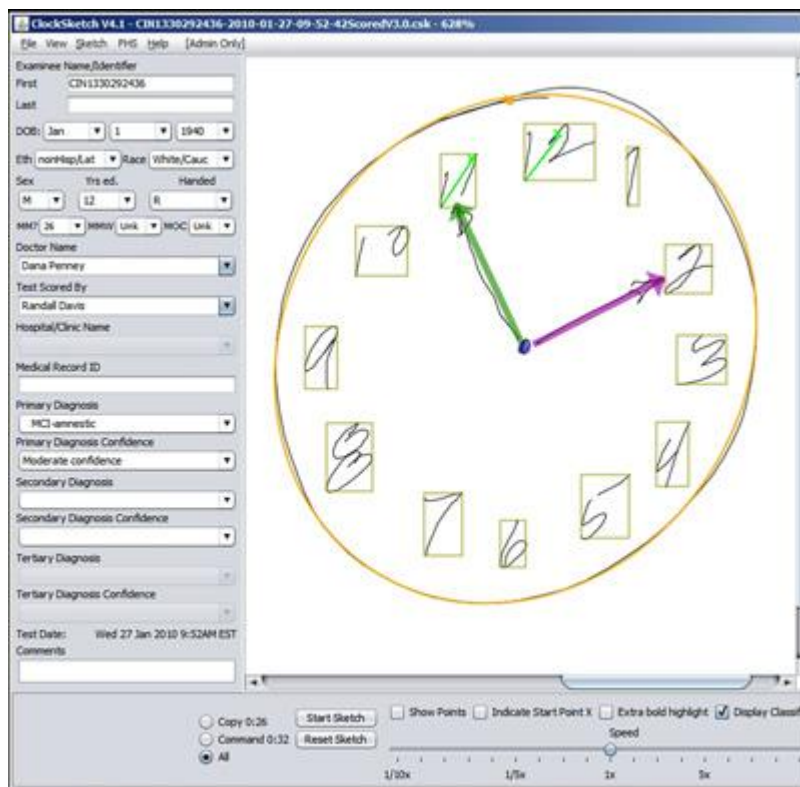 ClockSketch V4.1 - CIN1330292436-2010-01-27-09-52-42ScoredV3.0.csk - 628%
File View Sketch PHS Help [Admin Only]
Examinee Name/Identifier
First CIN1330292436
Last
DOB: Jan 1 1940
Eth nonHisp/Lat Race White/Cauc
Sex Yrs ed. Handed
M 12 R
MM? 26 MMW Unk MOC Unk
Doctor Name
Dana Penney
Test Scored By
Randall Davis
Hospital/Clinic Name
Medical Record ID
Primary Diagnosis
MCI-amnestic
Primary Diagnosis Confidence
Moderate confidence
Secondary Diagnosis
Secondary Diagnosis Confidence
Tertiary Diagnosis
Tertiary Diagnosis Confidence
Test Date: Wed 27 Jan 2010 9:52AM EST
Comments
12
1
2
3
4
5
6
7
8
9
10
11
Copy 0:26 Start Sketch
Command 0:32 Reset Sketch
All
Show Points Indicate Start Point X Extra bold highlight Display Classif
Speed
1/10x 1/5x 1x 5x